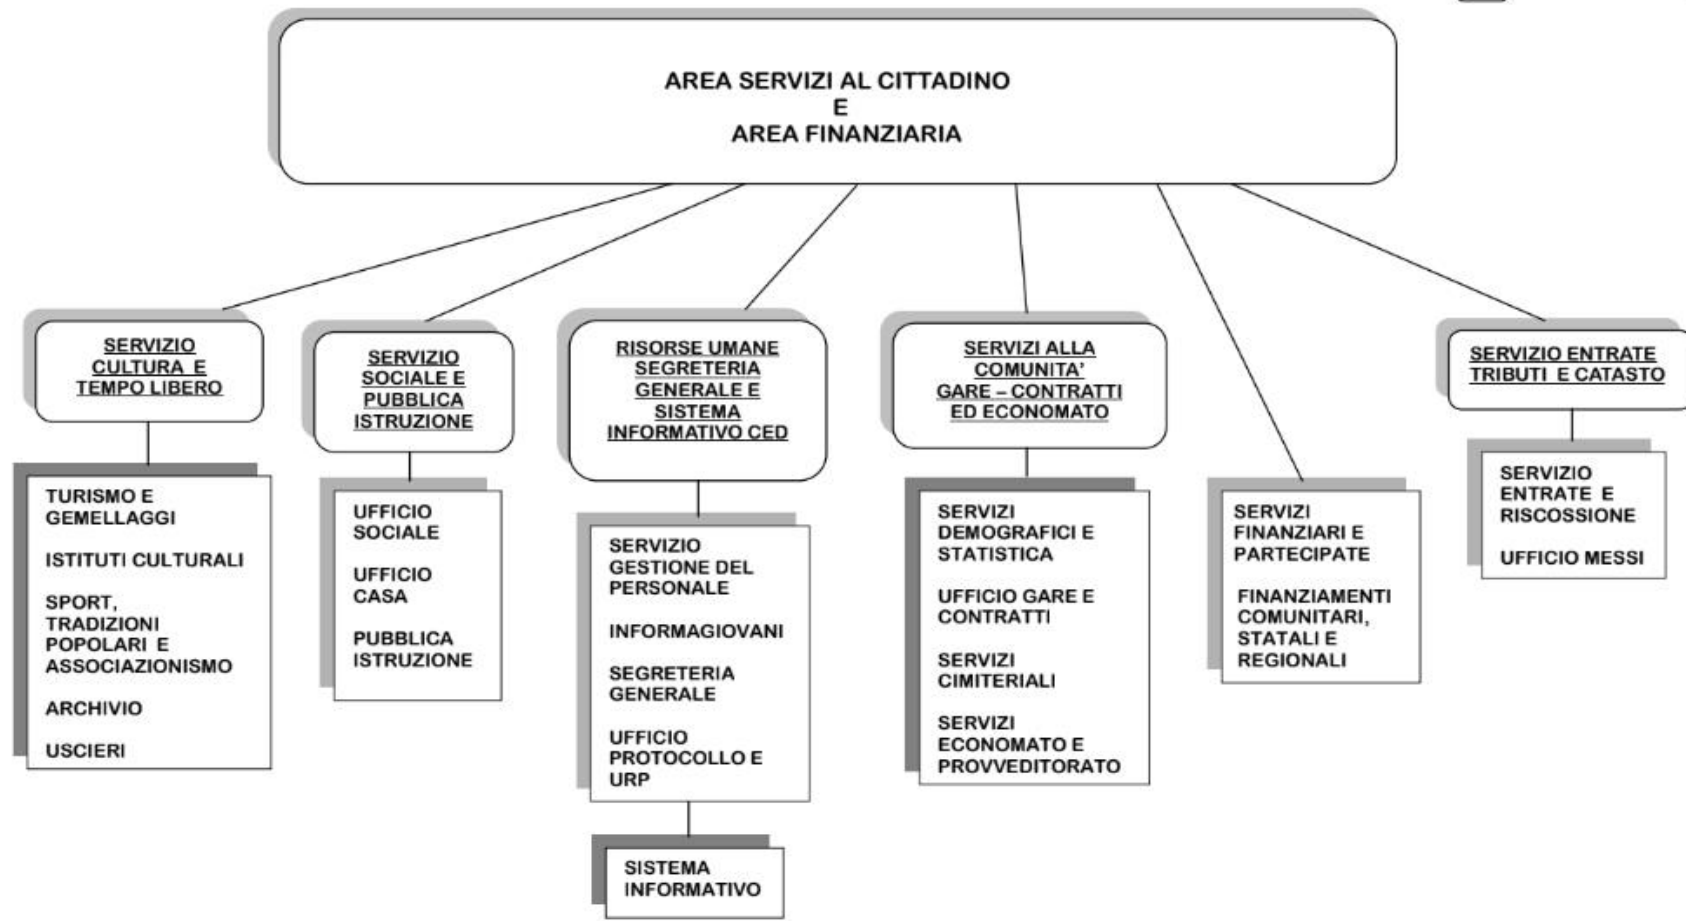 AREA SERVIZI AL CITTADINO
E
AREA FINANZIARIA
SERVIZIO
CULTURA E
TEMPO LIBERO
TURISMO E
GEMELLAGGI
ISTITUTI CULTURALI
SPORT,
TRADIZIONI
POPOLARI E
ASSOCIAZIONISMO
ARCHIVIO
USCIERI
SERVIZIO
SOCIALE E
PUBBLICA
ISTRUZIONE
UFFICIO
SOCIALE
UFFICIO
CASA
PUBBLICA
ISTRUZIONE
RISORSE UMANE
SEGRETERIA
GENERALE E
SISTEMA
INFORMATIVO CED
SERVIZIO
GESTIONE DEL
PERSONALE
INFORMAGIOVANI
SEGRETERIA
GENERALE
UFFICIO
PROTOCOLLO E
URP
SISTEMA
INFORMATIVO
SERVIZI ALLA
COMUNITA'
GARE – CONTRATTI
ED ECONOMATO
SERVIZI
DEMOGRAFICI E
STATISTICA
UFFICIO GARE E
CONTRATTI
SERVIZI
CIMITERIALI
SERVIZI
ECONOMATO E
PROVVEDITORATO
SERVIZI
FINANZIARI E
PARTECIPATE
FINANZIAMENTI
COMUNITARI,
STATALI E
REGIONALI
SERVIZIO ENTRATE
TRIBUTI E CATASTO
SERVIZIO
ENTRATE E
RISCOSSIONE
UFFICIO MESSI